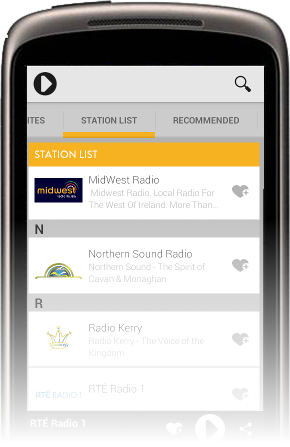 ITES
STATION LIST
RECOMMENDED
STATION LIST
midwest
MidWest Radio
Midwest Radio. Local Radio For
The West Of Ireland. More Than...
N
Northern Sound Radio
Northern Sound - The Spirit of
Cavan & Monaghan
R
Radio Kerry
Radio Kerry - The Voice of the
Kingdom
RTÉ RADIO 1
RTÉ Radio 1
RTÉ Radio 1